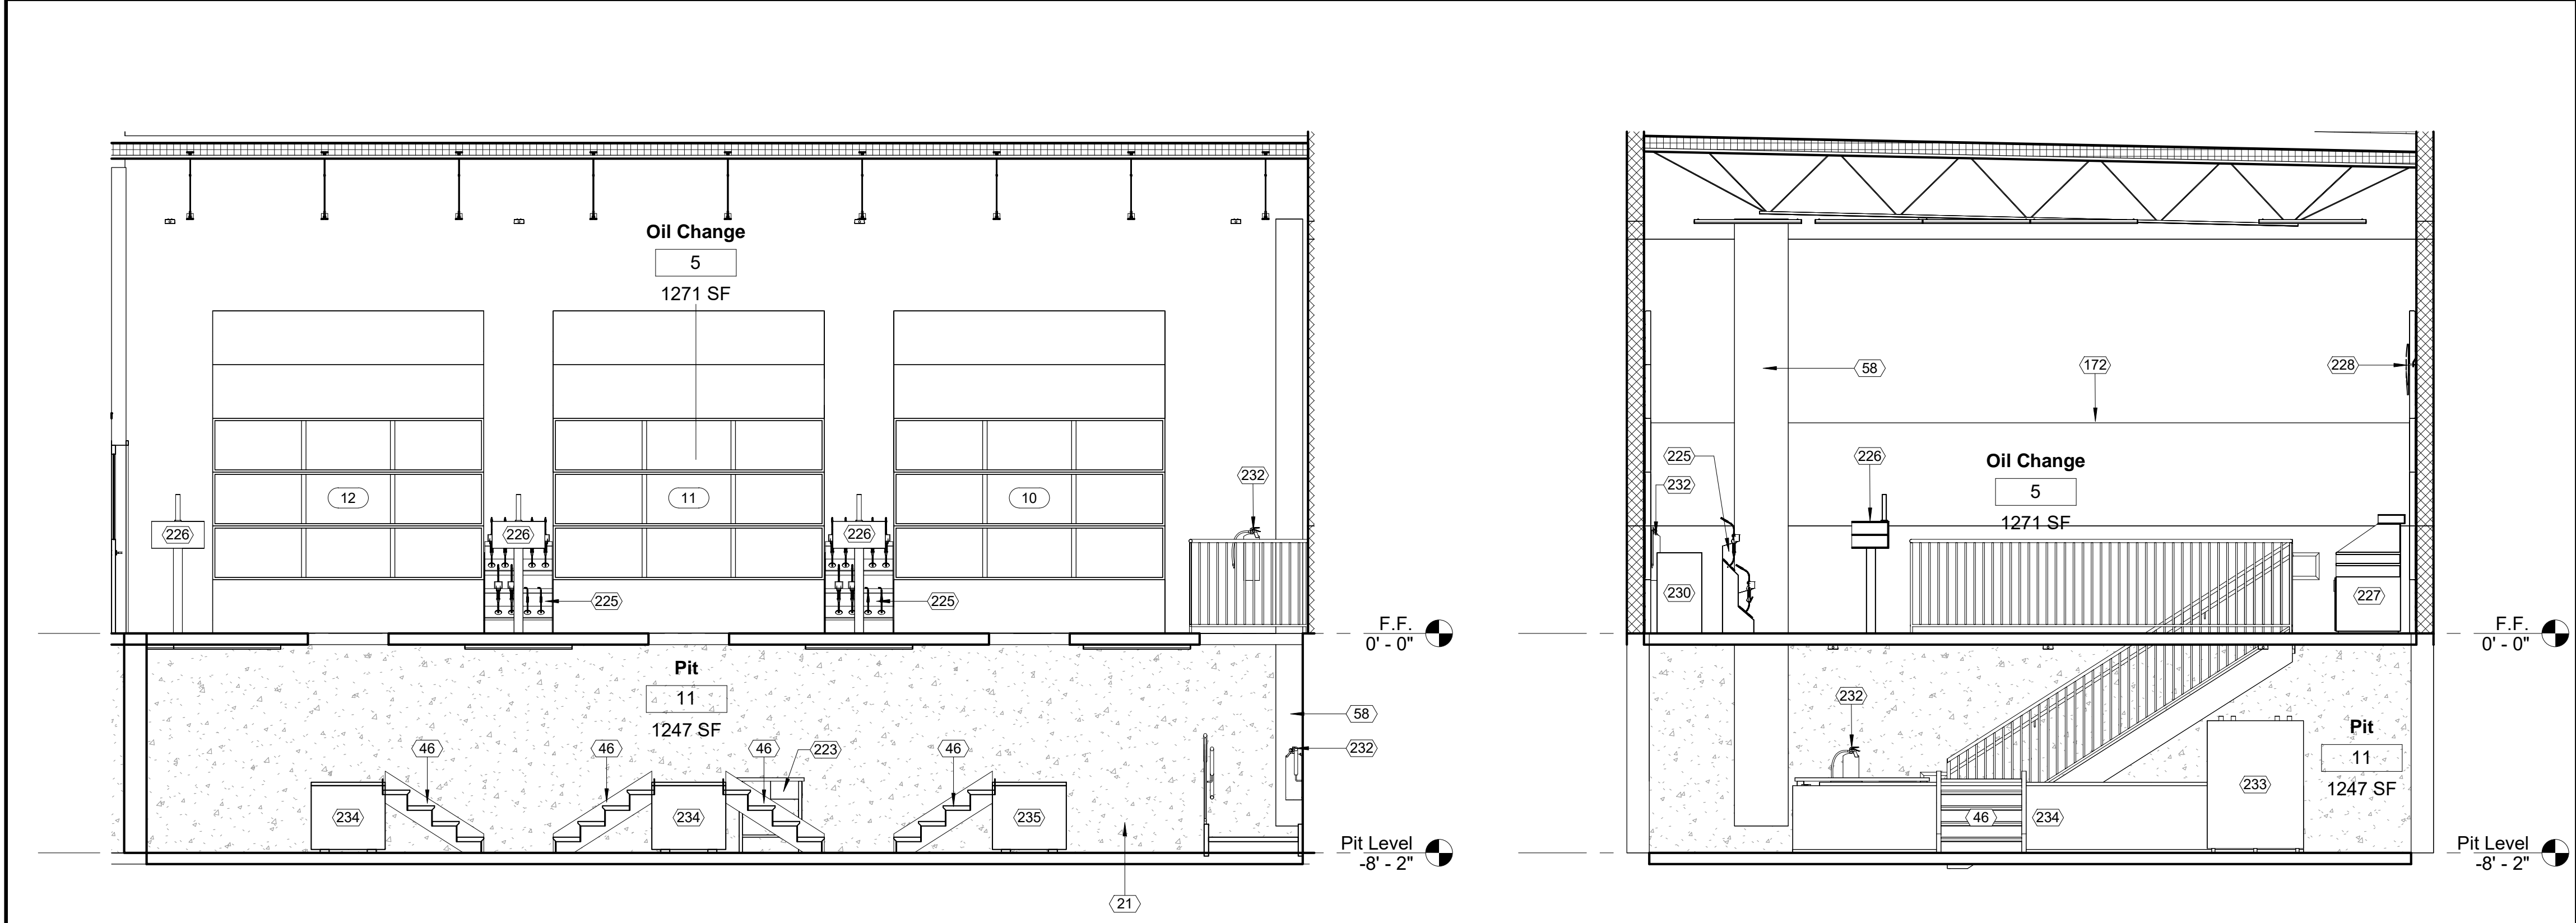 Oil Change
5
1271 SF
12
11
10
226
226
226
225
225
232
F.F.
0' - 0"
Pit
11
1247 SF
46
46
46
223
46
234
234
235
58
232
Pit Level
-8' - 2"
21
58
172
228
225
232
226
Oil Change
5
1271 SF
230
227
F.F.
0' - 0"
232
Pit
11
1247 SF
46
234
233
Pit Level
-8' - 2"